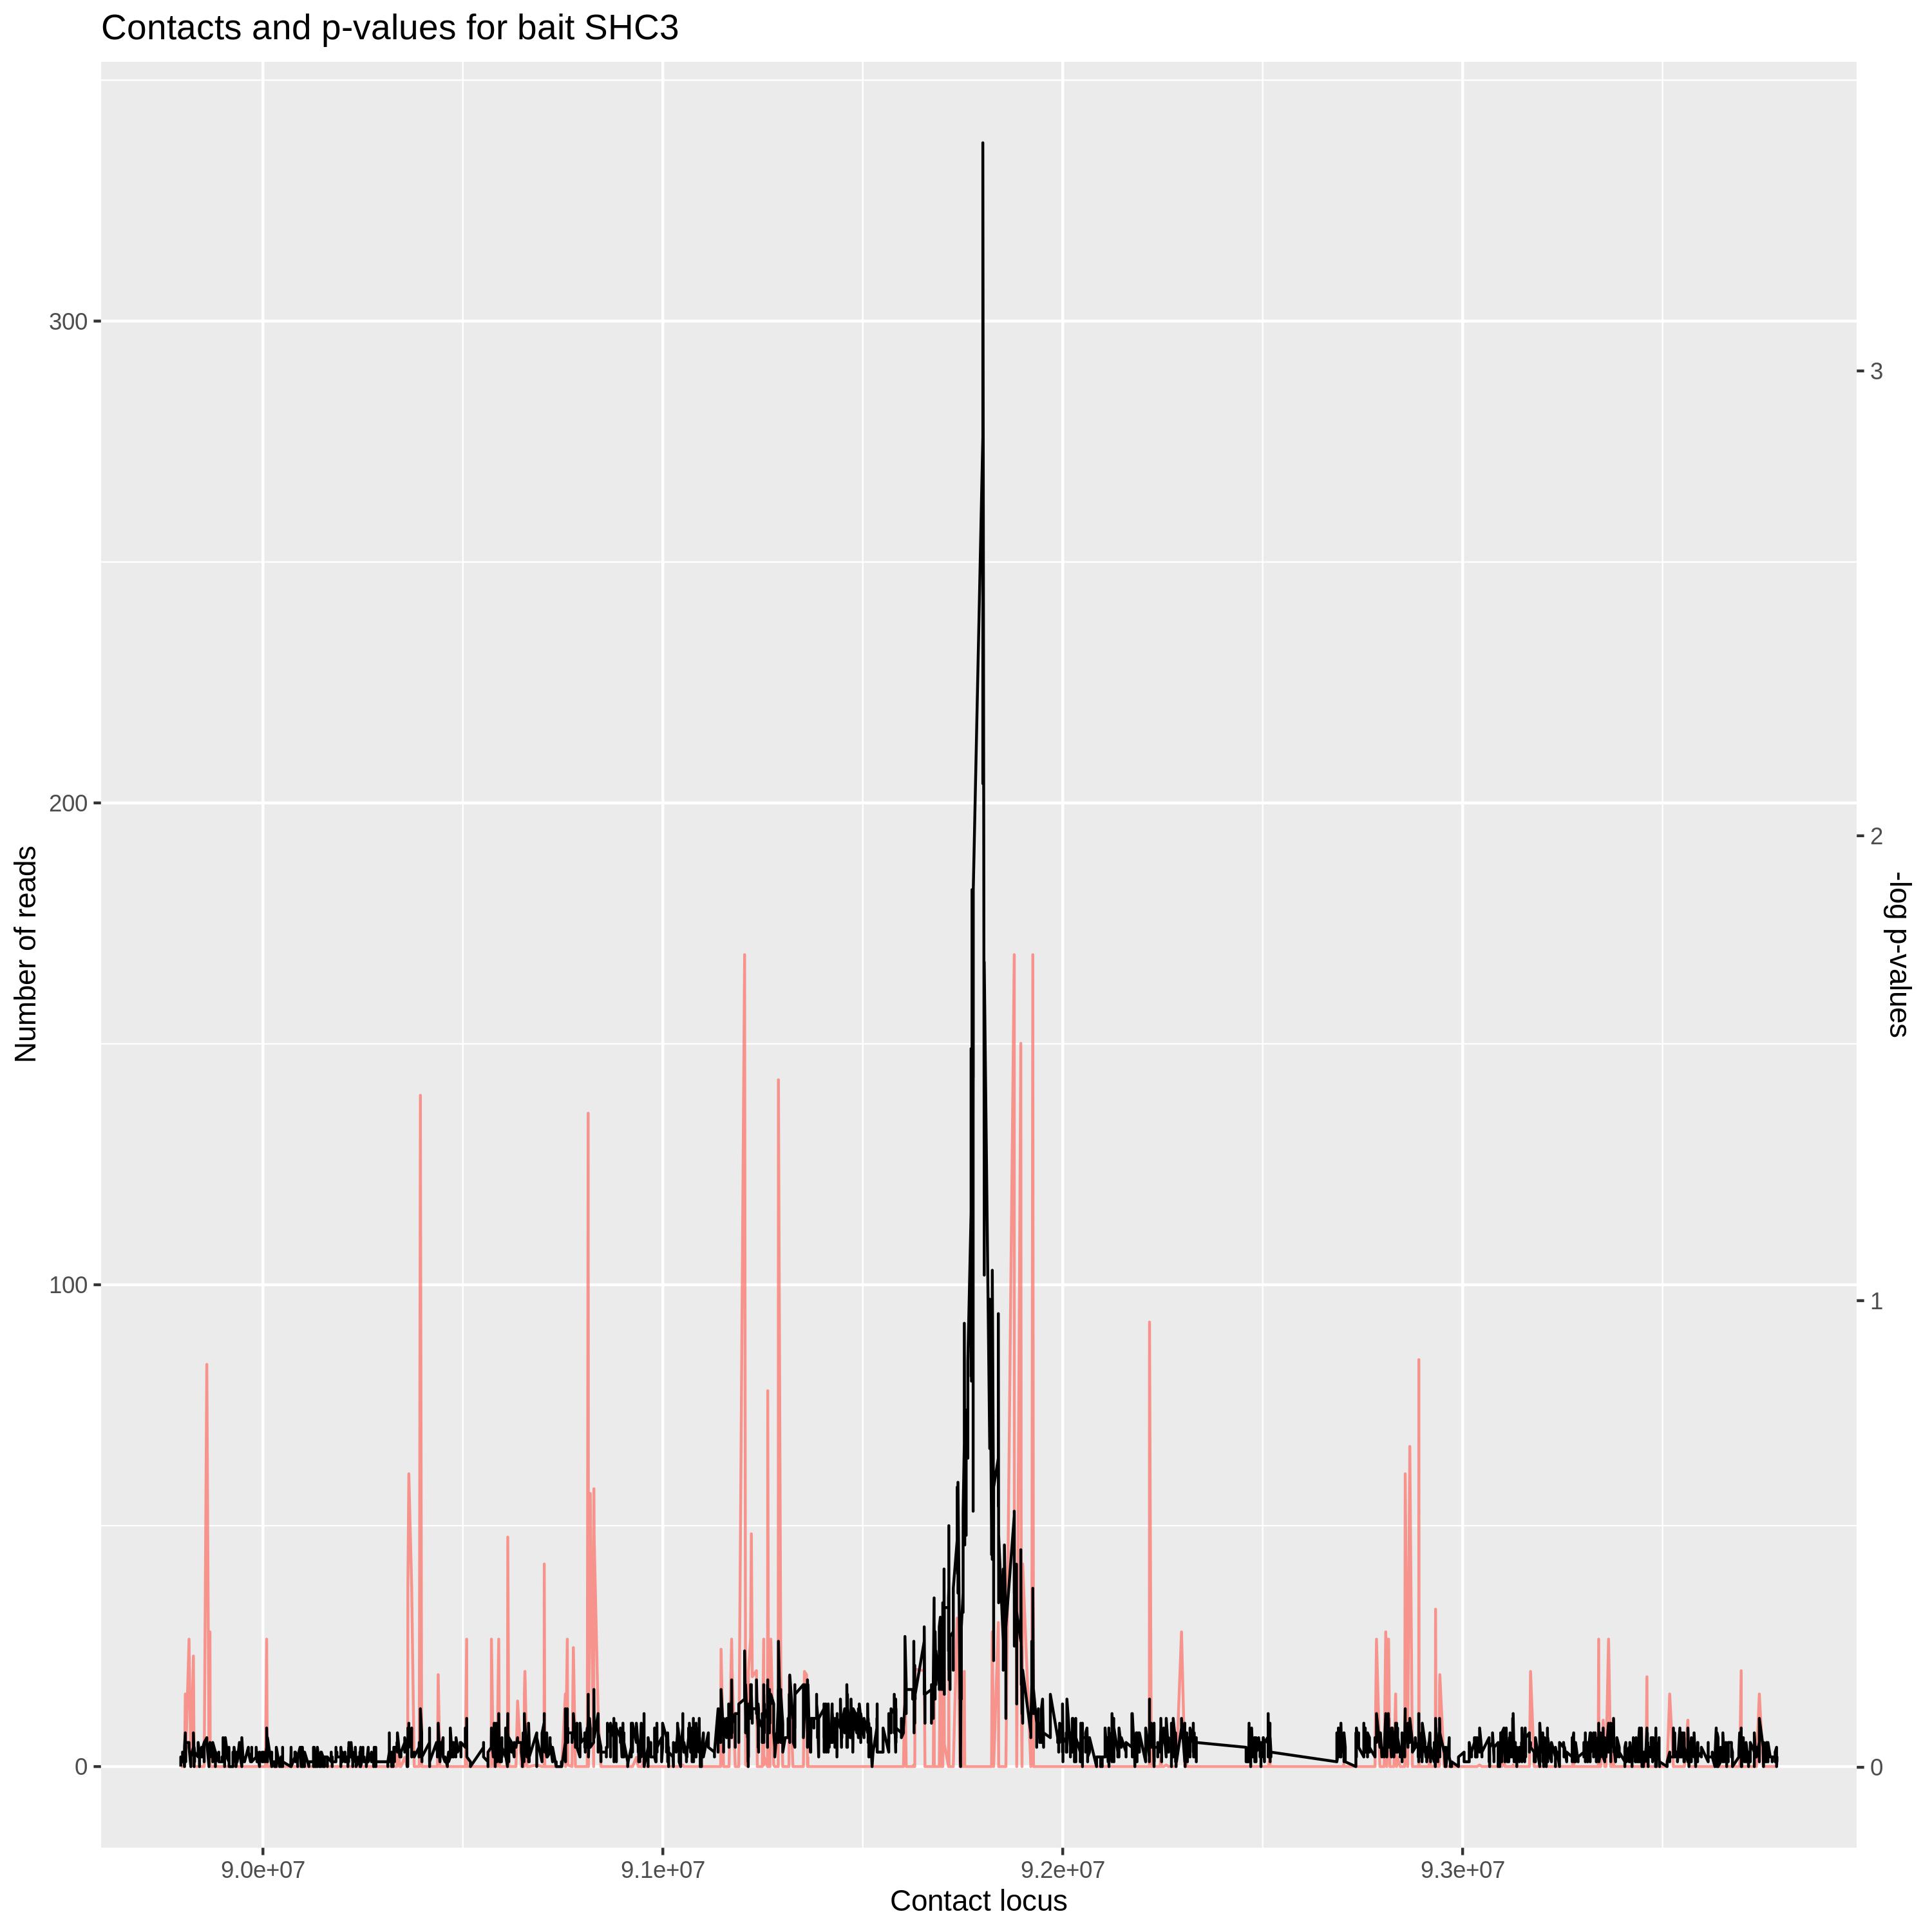 Contacts and p-values for bait SHC3
300
200
100
0
Number of reads
3
2
1
0
-log p-values
9.0e+07
9.1e+07
9.2e+07
9.3e+07
Contact locus